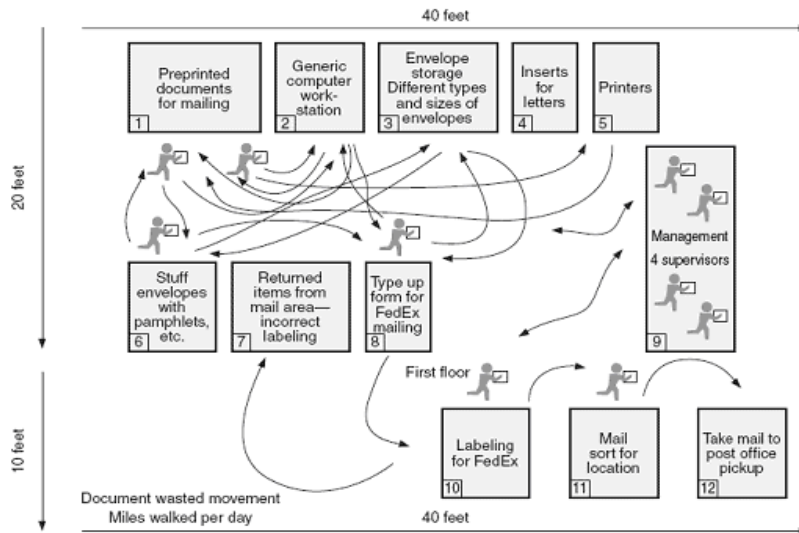 40 feet
Preprinted
documents
for mailing
1
Generic
computer
work-
station
2
Envelope
storage
Different types
and sizes of
envelopes
3
Inserts
for
letters
4
Printers
5
20 feet
Management
4 supervisors
9
Stuff
envelopes
with
pamphlets,
etc.
6
Returned
items from
mail area—
incorrect
labeling
7
Type up
form for
FedEx
mailing
8
First floor
10 feet
Labeling
for FedEx
10
Mail
sort for
location
11
Take mail to
post office
pickup
12
Document wasted movement
Miles walked per day
40 feet